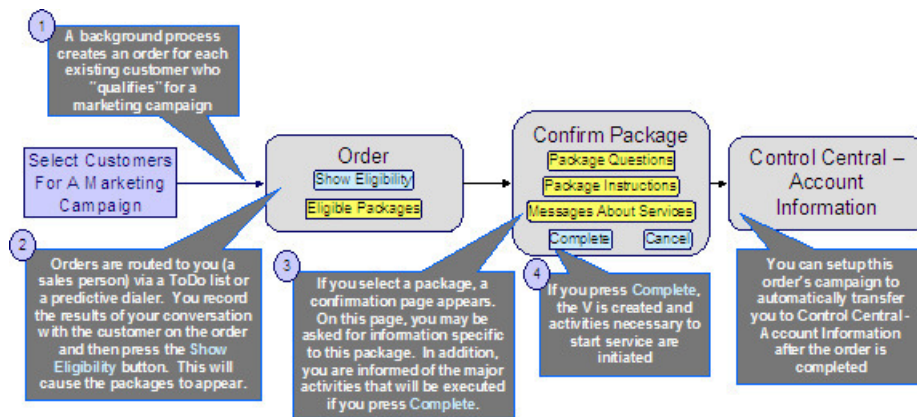 1
A background process
creates an order for each
existing customer who
"qualifies" for a
marketing campaign
Select Customers
For A Marketing
Campaign
Order
Show Eligibility
Eligible Packages
Confirm Package
Package Questions
Package Instructions
Messages About Services
Complete
Cancel
Control Central –
Account
Information
2
Orders are routed to you (a
sales person) via a ToDo list or
a predictive dialer. You record
the results of your conversation
with the customer on the order
and then press the Show
Eligibility button. This will
cause the packages to appear.
3
If you select a package, a
confirmation page appears.
On this page, you may be
asked for information specific
to this package. In addition,
you are informed of the major
activities that will be executed
if you press Complete.
4
If you press Complete,
the V is created and
activities necessary to
start service are
initiated
You can setup this
order's campaign to
automatically transfer
you to Control Central -
Account Information
after the order is
completed